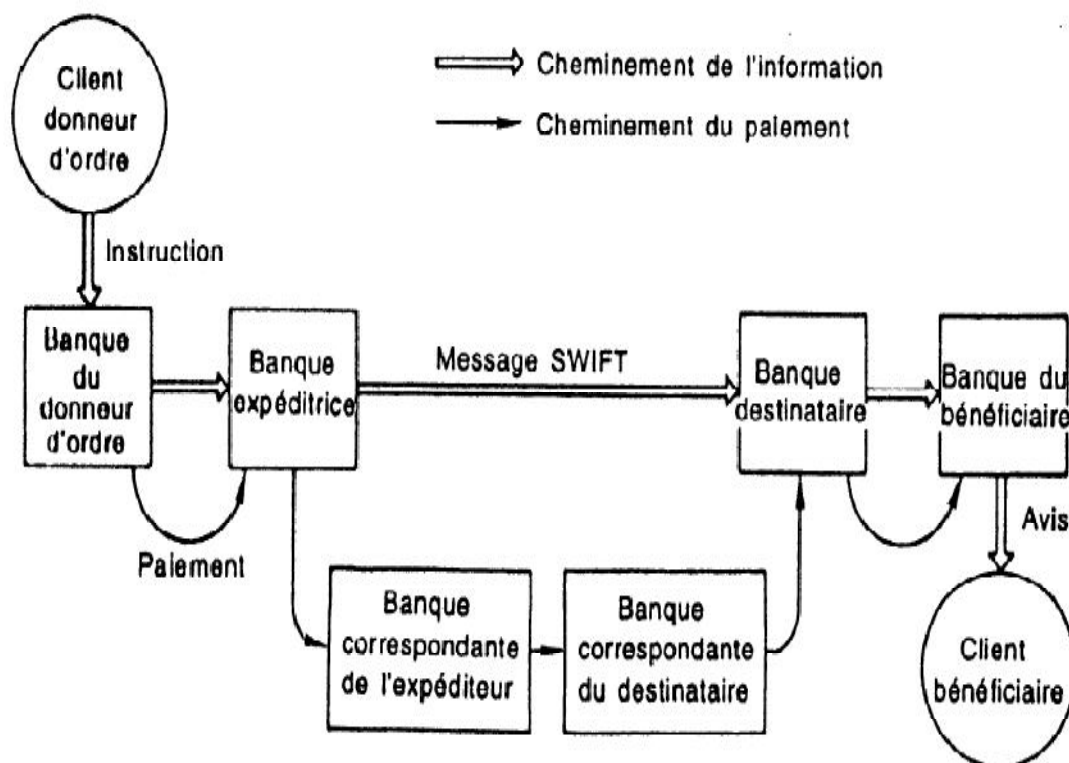 Client
donneur
d'ordre
Cheminement de l'information
Cheminement du paiement
Instruction
Banque
du
donneur
d'ordre
Banque
expéditrice
Message SWIFT
Banque
destinataire
Banque du
bénéficiaire
Paiement
Avis
Banque
correspondante
de l'expéditeur
Banque
correspondante
du destinataire
Client
bénéficiaire